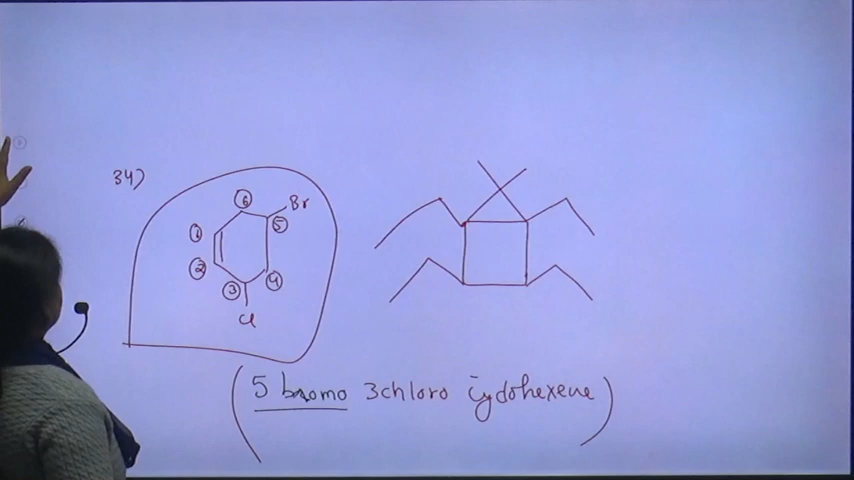 34)
⑥
Br
①
⑤
②
③
④
Cl
(5 bromo 3chloro cyclohexene)